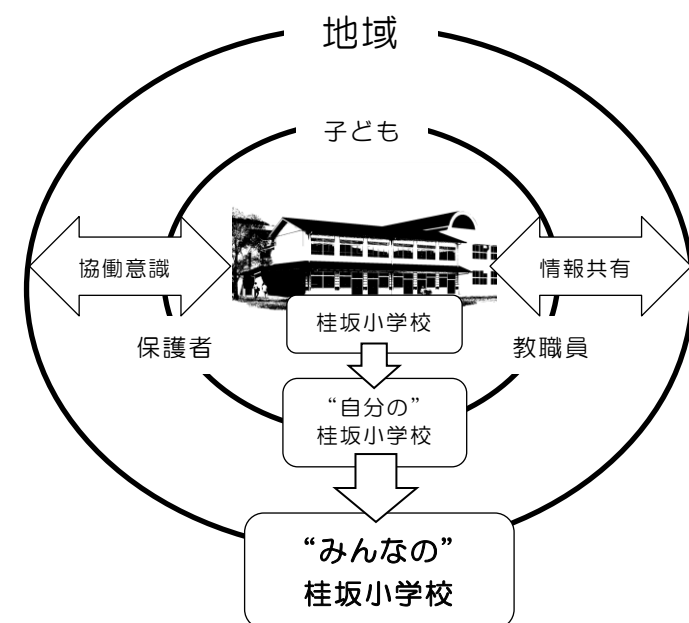 地域
子ども
協働意識
情報共有
桂坂小学校
保護者
教職員
“自分の”
桂坂小学校
“みんなの”
桂坂小学校